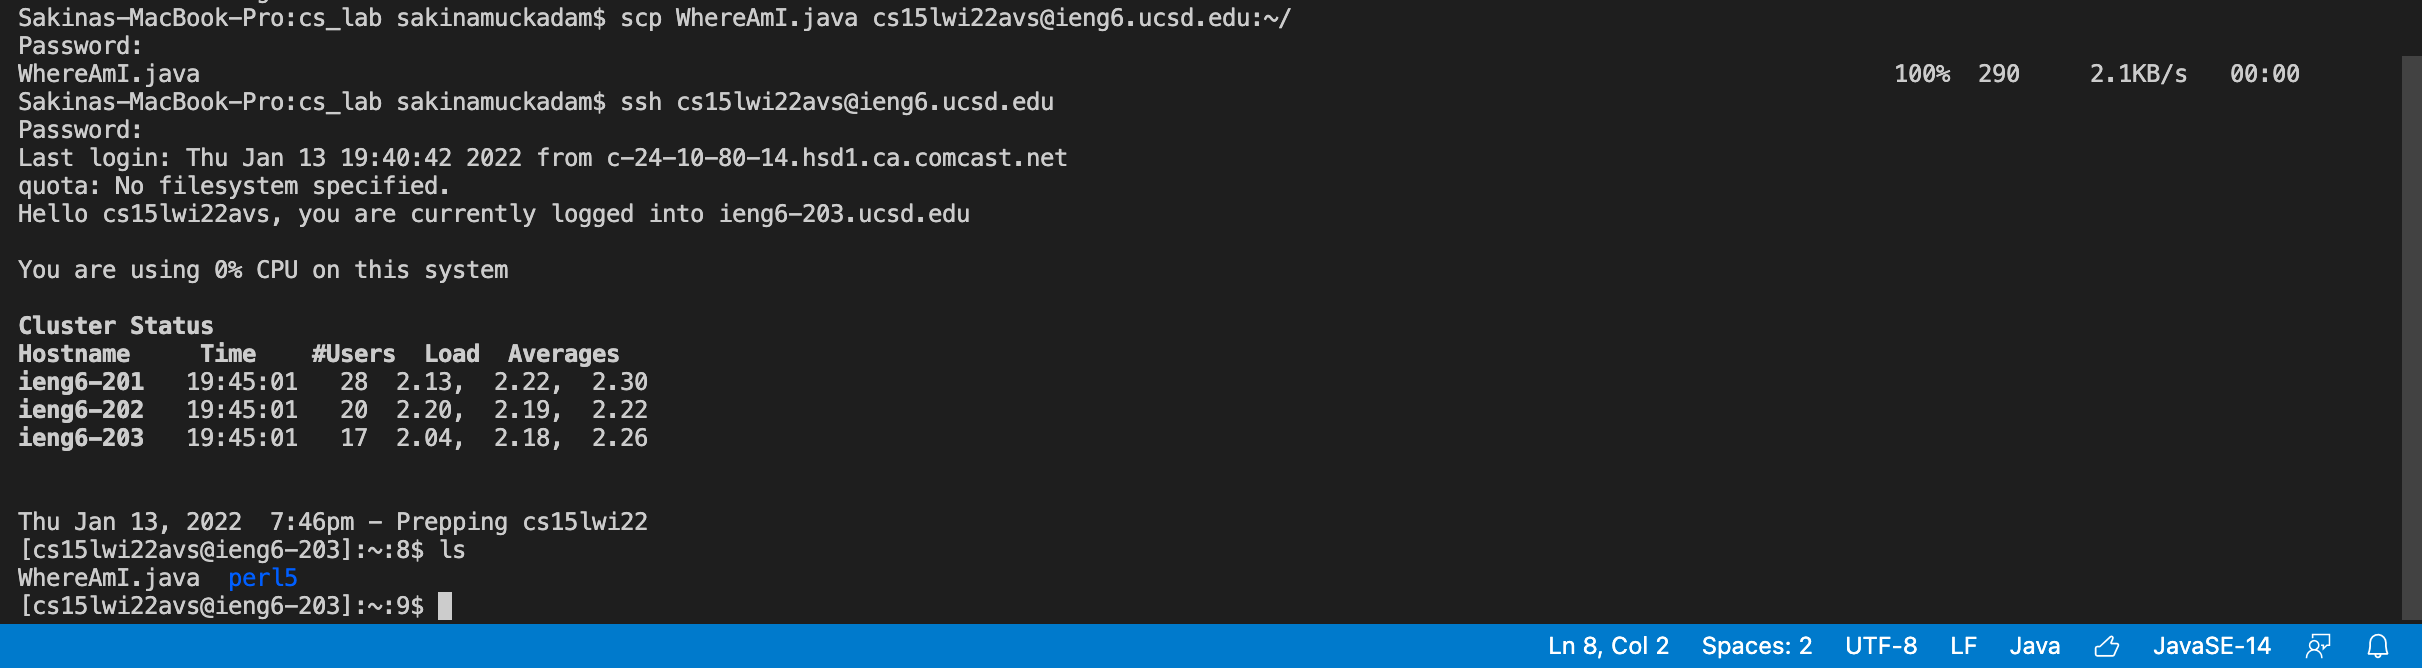 Sakinas-MacBook-Pro:cs_lab sakinamuckadam$ scp WhereAmI.java cs15lwi22avs@ieng6.ucsd.edu:~/
Password:
WhereAmI.java 100% 290 2.1KB/s 00:00
Sakinas-MacBook-Pro:cs_lab sakinamuckadam$ ssh cs15lwi22avs@ieng6.ucsd.edu
Password:
Last login: Thu Jan 13 19:40:42 2022 from c-24-10-80-14.hsd1.ca.comcast.net
quota: No filesystem specified.
Hello cs15lwi22avs, you are currently logged into ieng6-203.ucsd.edu
You are using 0% CPU on this system
Cluster Status
Hostname Time #Users Load Averages
ieng6-201 19:45:01 28 2.13, 2.22, 2.30
ieng6-202 19:45:01 20 2.20, 2.19, 2.22
ieng6-203 19:45:01 17 2.04, 2.18, 2.26
Thu Jan 13, 2022 7:46pm - Prepping cs15lwi22
[cs15lwi22avs@ieng6-203]:~:8$ ls
WhereAmI.java perl5
[cs15lwi22avs@ieng6-203]:~:9$
Ln 8, Col 2 Spaces: 2 UTF-8 LF Java JavaSE-14